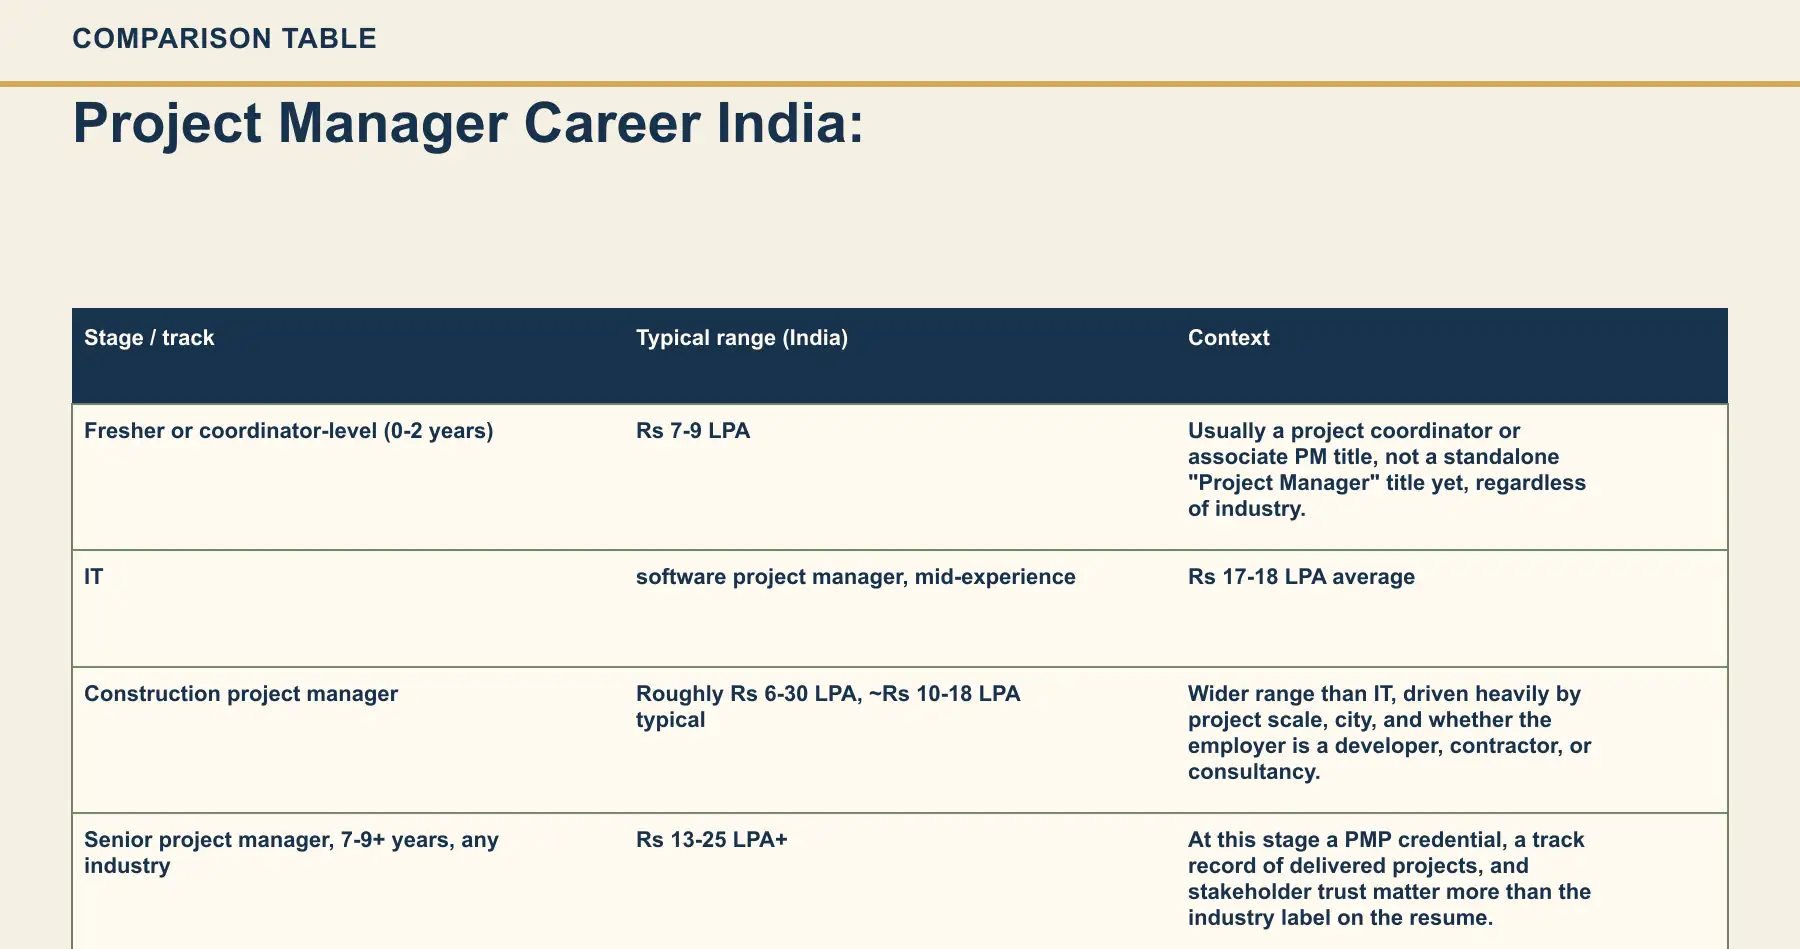 COMPARISON TABLE
Project Manager Career India:
Stage / track
Typical range (India)
Context
Fresher or coordinator-level (0-2 years)
Rs 7-9 LPA
Usually a project coordinator or
associate PM title, not a standalone
"Project Manager" title yet, regardless
of industry.
IT
software project manager, mid-experience
Rs 17-18 LPA average
Construction project manager
Roughly Rs 6-30 LPA, ~Rs 10-18 LPA
typical
Wider range than IT, driven heavily by
project scale, city, and whether the
employer is a developer, contractor, or
consultancy.
Senior project manager, 7-9+ years, any
industry
Rs 13-25 LPA+
At this stage a PMP credential, a track
record of delivered projects, and
stakeholder trust matter more than the
industry label on the resume.